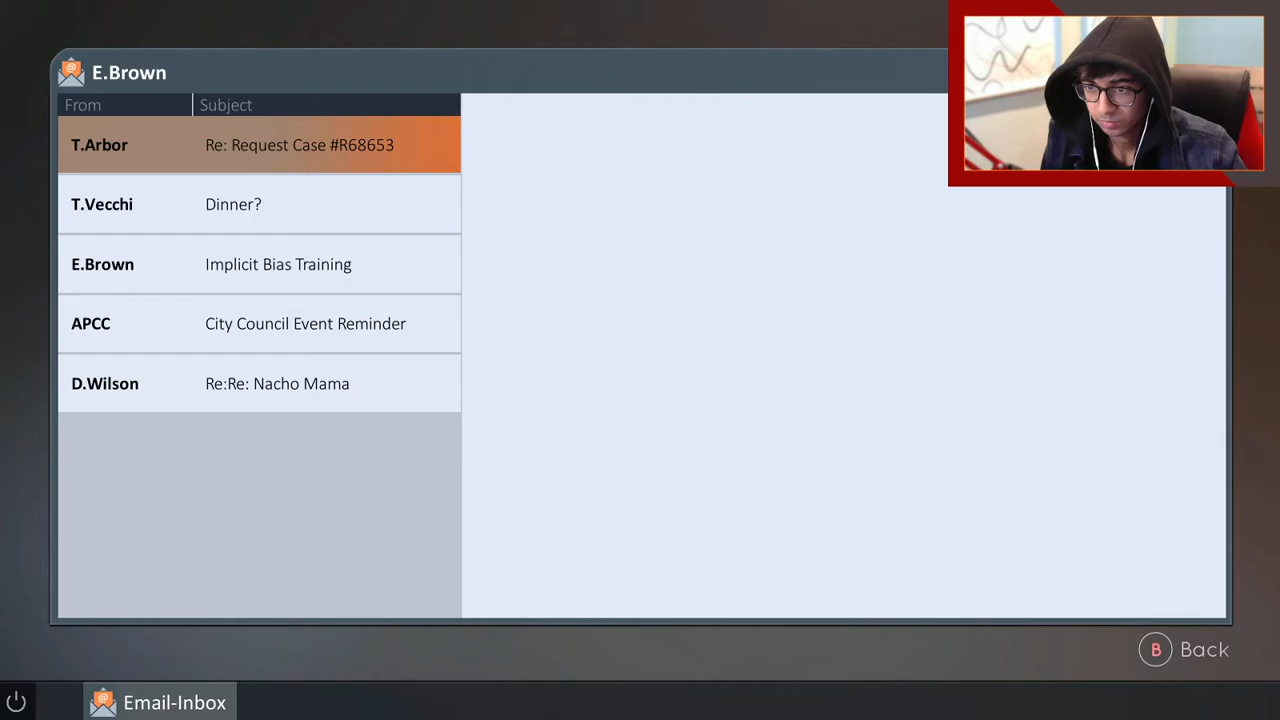 E.Brown
From Subject
T.Arbor Re: Request Case #R68653
T.Vecchi Dinner?
E.Brown Implicit Bias Training
APCC City Council Event Reminder
D.Wilson Re:Re: Nacho Mama
B Back
Email-Inbox